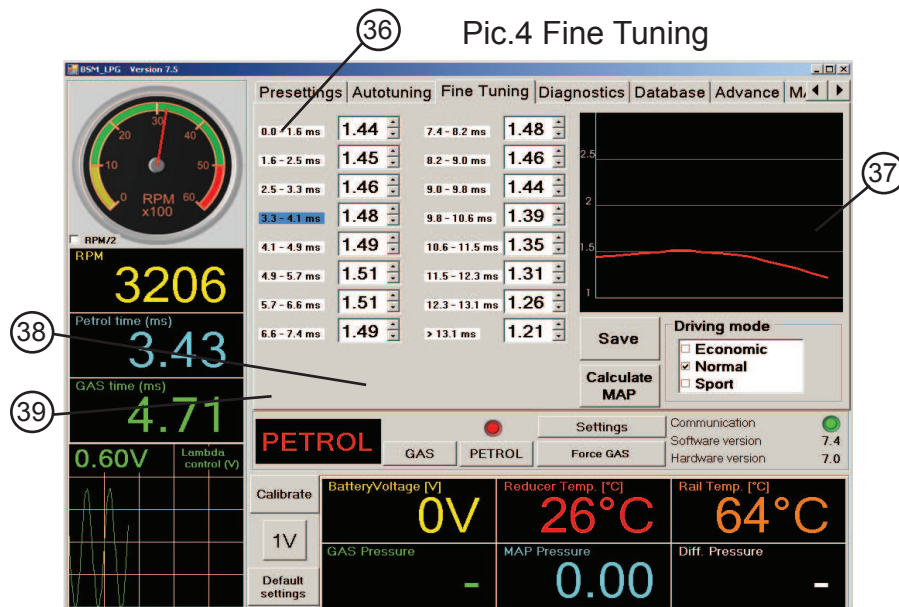 36
Pic.4 Fine Tuning
BSM_LPG Version 7.5
Presettings Autotuning Fine Tuning Diagnostics Database Advance
0.0 - 1.6 ms 1.44 7.4 - 8.2 ms 1.48
1.6 - 2.5 ms 1.45 8.2 - 9.0 ms 1.46
2.5 - 3.3 ms 1.46 9.0 - 9.8 ms 1.44
3.3 - 4.1 ms 1.48 9.8 - 10.6 ms 1.39
4.1 - 4.9 ms 1.49 10.6 - 11.5 ms 1.35
4.9 - 5.7 ms 1.51 11.5 - 12.3 ms 1.31
5.7 - 6.6 ms 1.51 12.3 - 13.1 ms 1.26
6.6 - 7.4 ms 1.49 > 13.1 ms 1.21
2.5
2
1.5
1
37
0 10 20 30 40 50 60
RPM
x100
RPM/2
RPM
3206
Petrol time (ms)
3.43
GAS time (ms)
4.71
38
39
Save
Calculate
MAP
Driving mode
Economic
Normal
Sport
0.60V
Lambda
control (V)
PETROL
GAS
PETROL
Settings
Force GAS
Communication
Software version 7.4
Hardware version 7.0
Calibrate
1V
Default
settings
BatteryVoltage [V]
0V
Reducer Temp. [°C]
26°C
Rail Temp. [°C]
64°C
GAS Pressure
-
MAP Pressure
0.00
Diff. Pressure
-